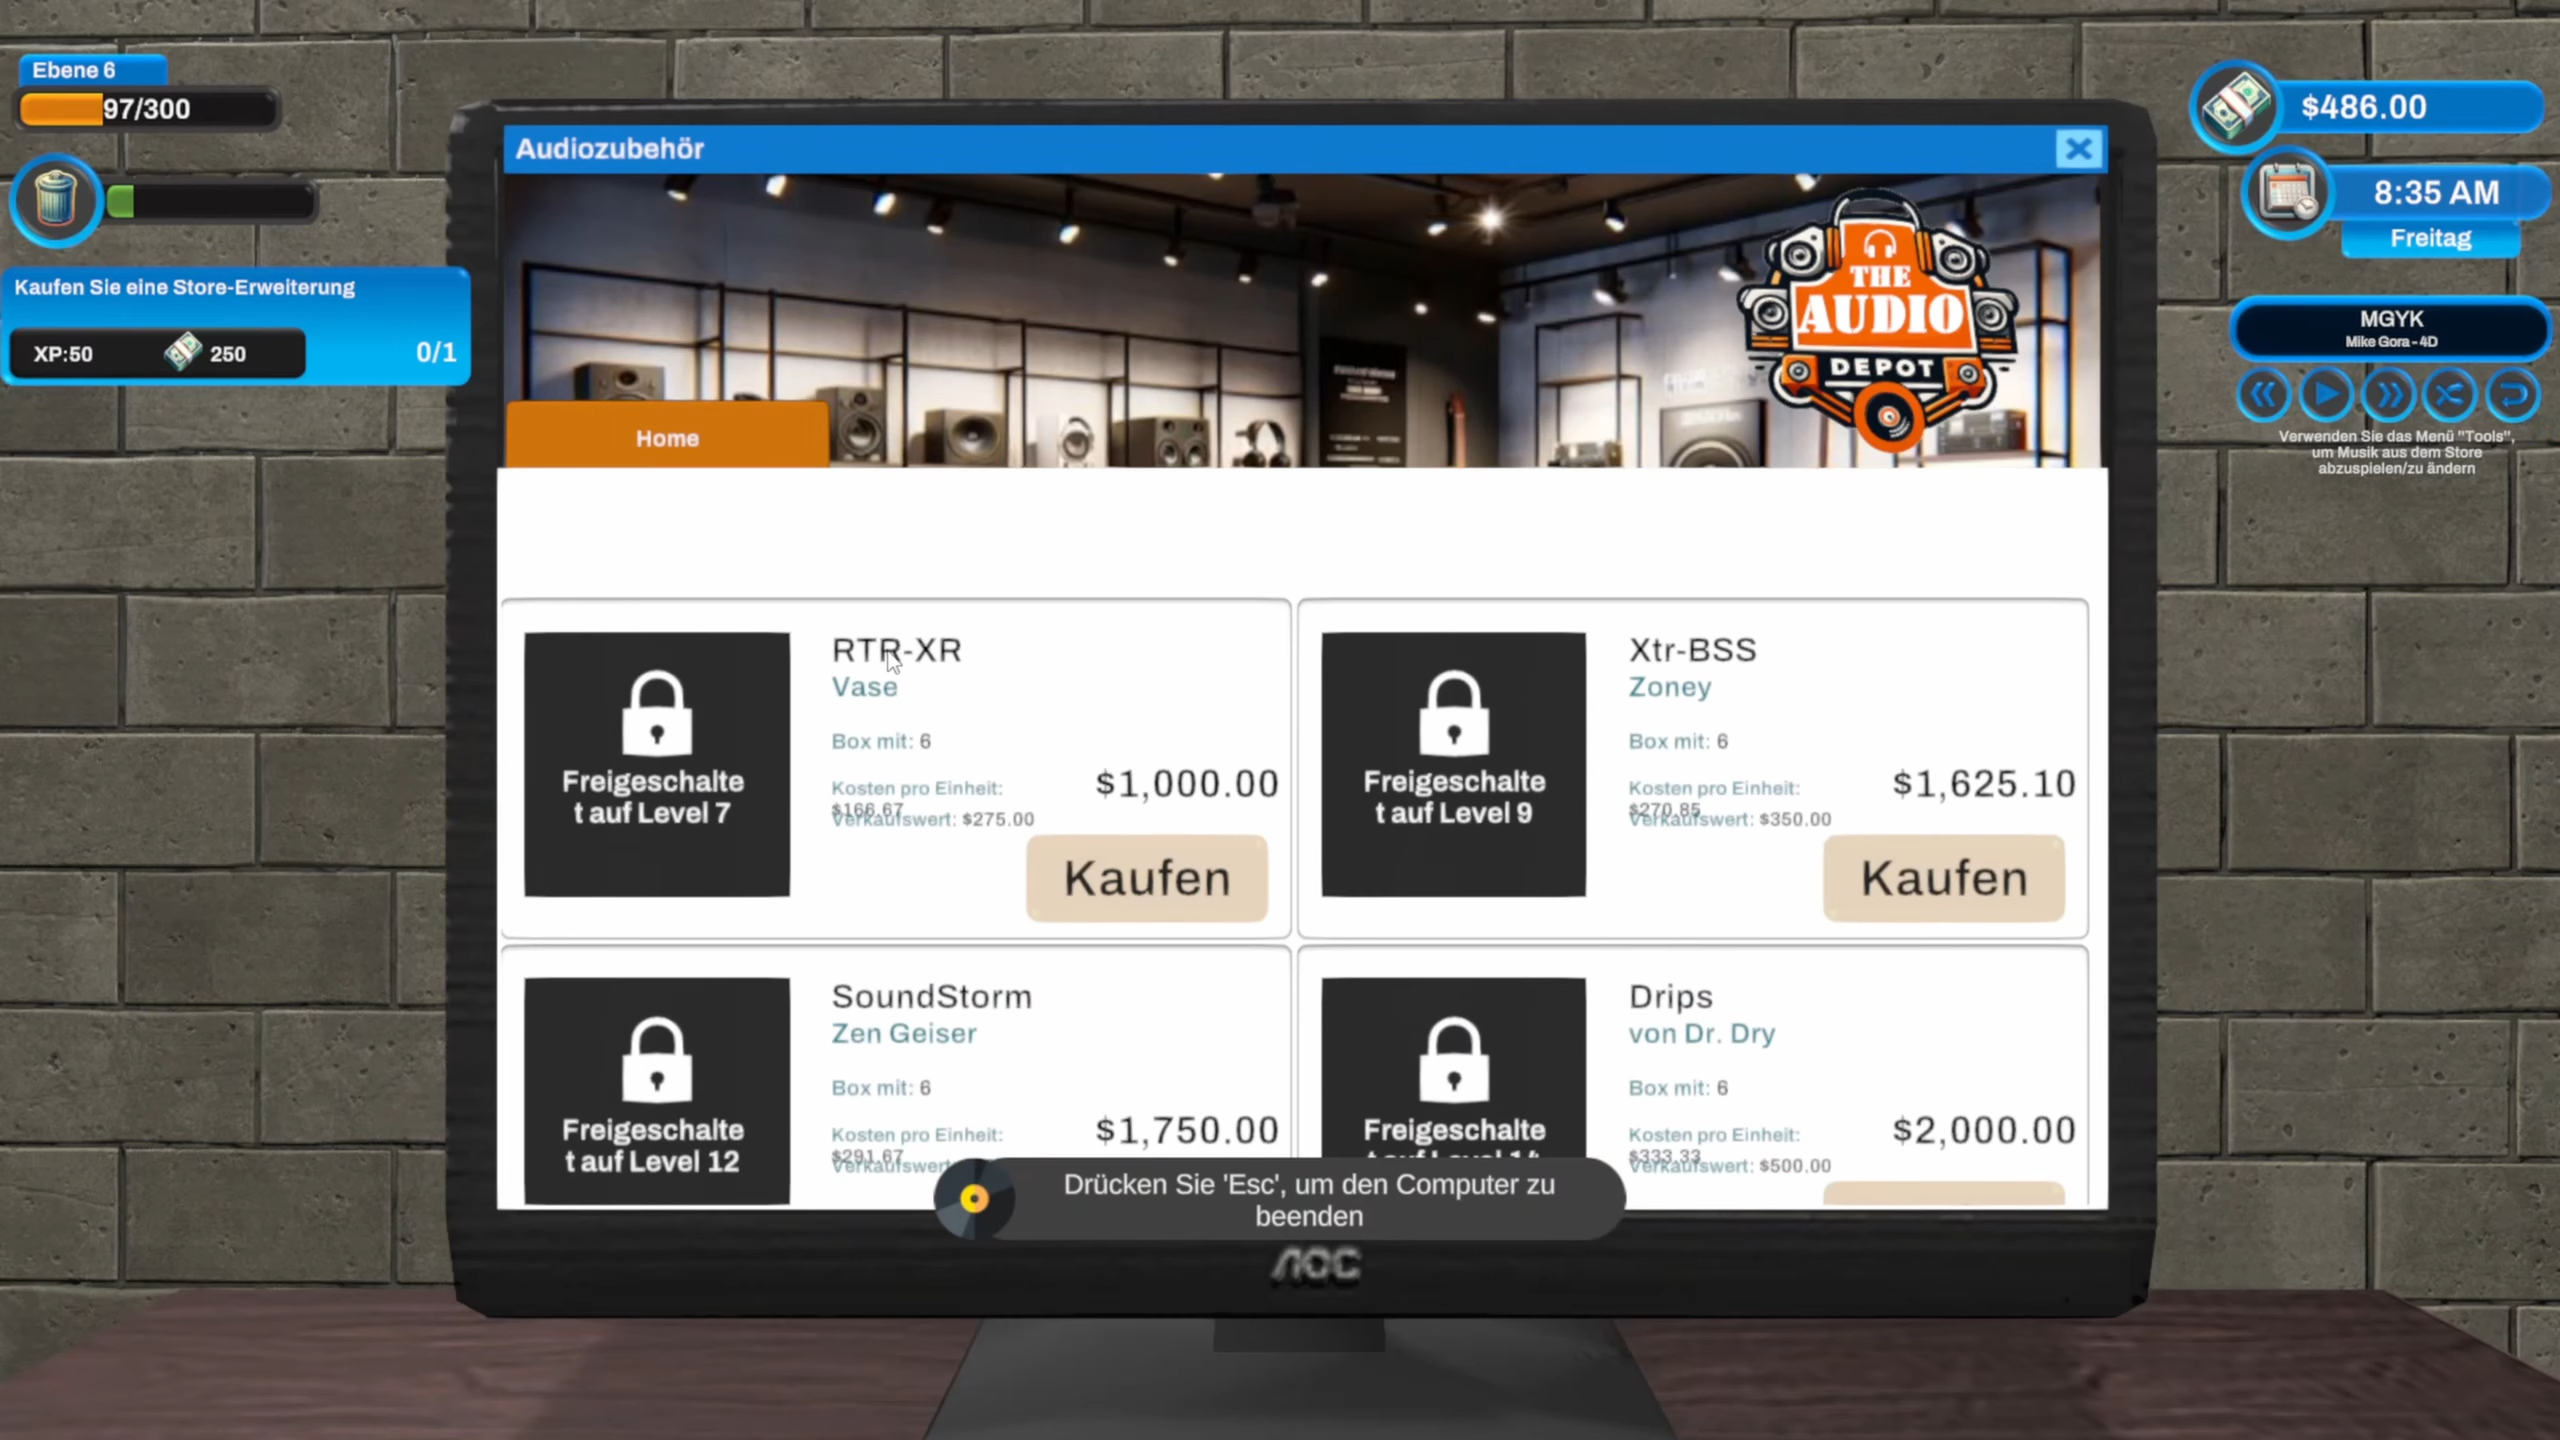 Ebene 6
97/300
Kaufen Sie eine Store-Erweiterung
XP:50 250 0/1
$486.00
8:35 AM
Freitag
MGYK
Mike Gora - 4D
Verwenden Sie das Menü "Tools",
um Musik aus dem Store
abzuspielen/zu ändern
Audiozubehör
THE
AUDIO
DEPOT
Home
RTR-XR
Vase
Box mit: 6
Kosten pro Einheit:
$166.67
Verkaufswert: $275.00
$1,000.00
Kaufen
Freigeschalte
t auf Level 7
Xtr-BSS
Zoney
Box mit: 6
Kosten pro Einheit:
$270.85
Verkaufswert: $350.00
$1,625.10
Kaufen
Freigeschalte
t auf Level 9
SoundStorm
Zen Geiser
Box mit: 6
Kosten pro Einheit:
$291.67
Verkaufswert
$1,750.00
Freigeschalte
t auf Level 12
Drips
von Dr. Dry
Box mit: 6
Kosten pro Einheit:
$333.33
Verkaufswert: $500.00
$2,000.00
Freigeschalte
t auf Level 14
Drücken Sie 'Esc', um den Computer zu
beenden
AOC